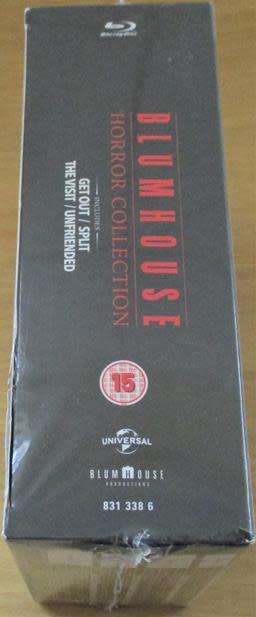 Blu-ray Disc
BLUMHOUSE
HORROR COLLECTION
INCLUDES
GET OUT / SPLIT
THE VISIT / UNFRIENDED
15
UNIVERSAL
BLUMHOUSE
PRODUCTIONS
831 338 6